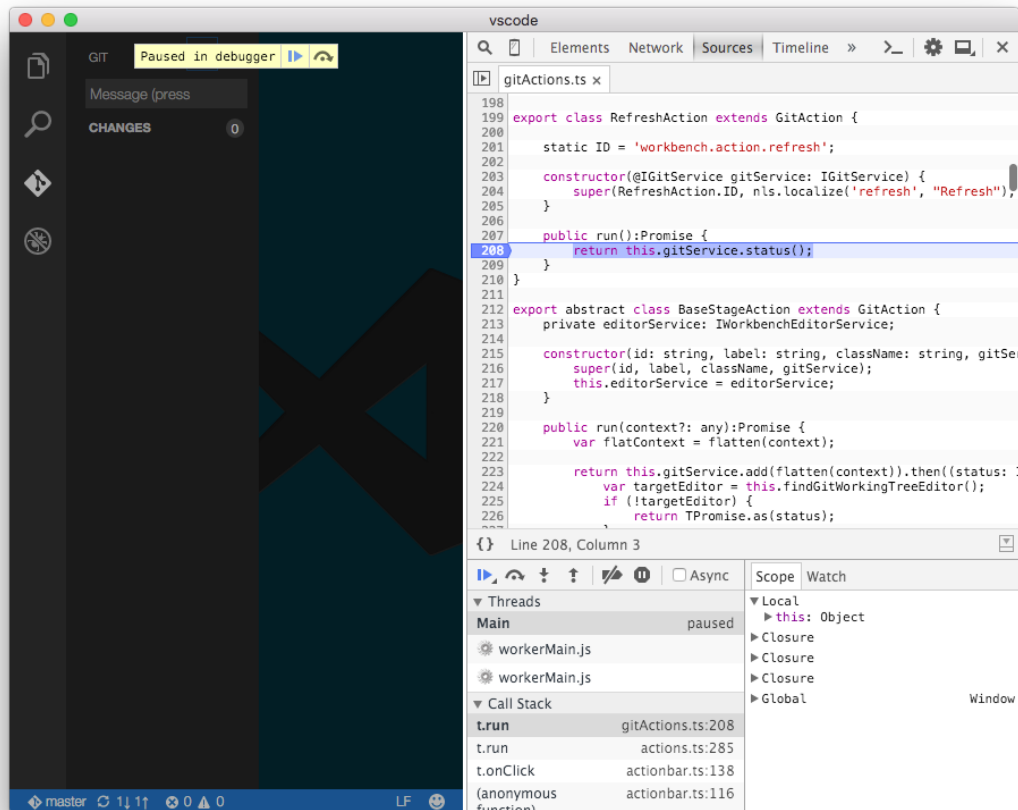 vscode
GIT
Paused in debugger
Message (press
CHANGES 0
Elements Network Sources Timeline »
gitActions.ts ×
198
199 export class RefreshAction extends GitAction {
200
201 static ID = 'workbench.action.refresh';
202
203 constructor(@IGitService gitService: IGitService) {
204 super(RefreshAction.ID, nls.localize('refresh', "Refresh"),
205 }
206
207 public run():Promise {
208 return this.gitService.status();
209 }
210 }
211
212 export abstract class BaseStageAction extends GitAction {
213 private editorService: IWorkbenchEditorService;
214
215 constructor(id: string, label: string, className: string, gitSer
216 super(id, label, className, gitService);
217 this.editorService = editorService;
218 }
219
220 public run(context?: any):Promise {
221 var flatContext = flatten(context);
222
223 return this.gitService.add(flatten(context)).then((status: I
224 var targetEditor = this.findGitWorkingTreeEditor();
225 if (!targetEditor) {
226 return TPromise.as(status);
227 }
{} Line 208, Column 3
Async
Scope Watch
Threads
Main paused
workerMain.js
workerMain.js
Call Stack
t.run gitActions.ts:208
t.run actions.ts:285
t.onClick actionbar.ts:138
(anonymous function) actionbar.ts:116
Local
this: Object
Closure
Closure
Closure
Global Window
master 1↓ 1↑ 0 0 LF